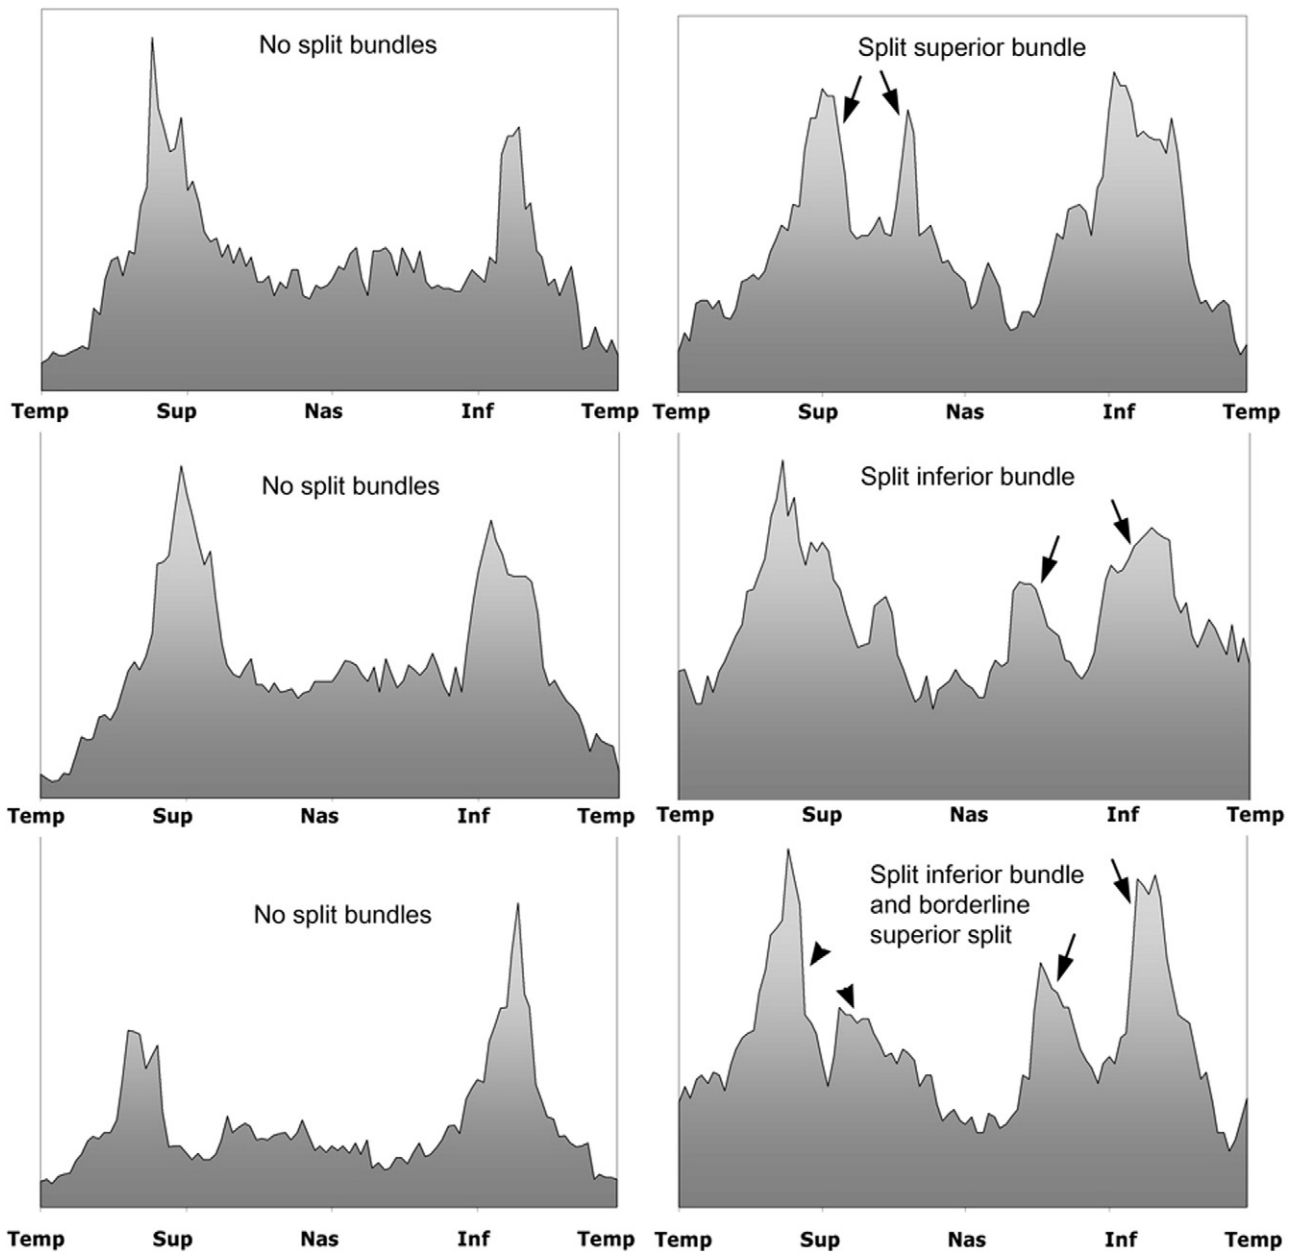 No split bundles
Split superior bundle
Temp Sup Nas Inf Temp
Temp Sup Nas Inf Temp
No split bundles
Split inferior bundle
Temp Sup Nas Inf Temp
Temp Sup Nas Inf Temp
No split bundles
Split inferior bundle
and borderline
superior split
Temp Sup Nas Inf Temp
Temp Sup Nas Inf Temp